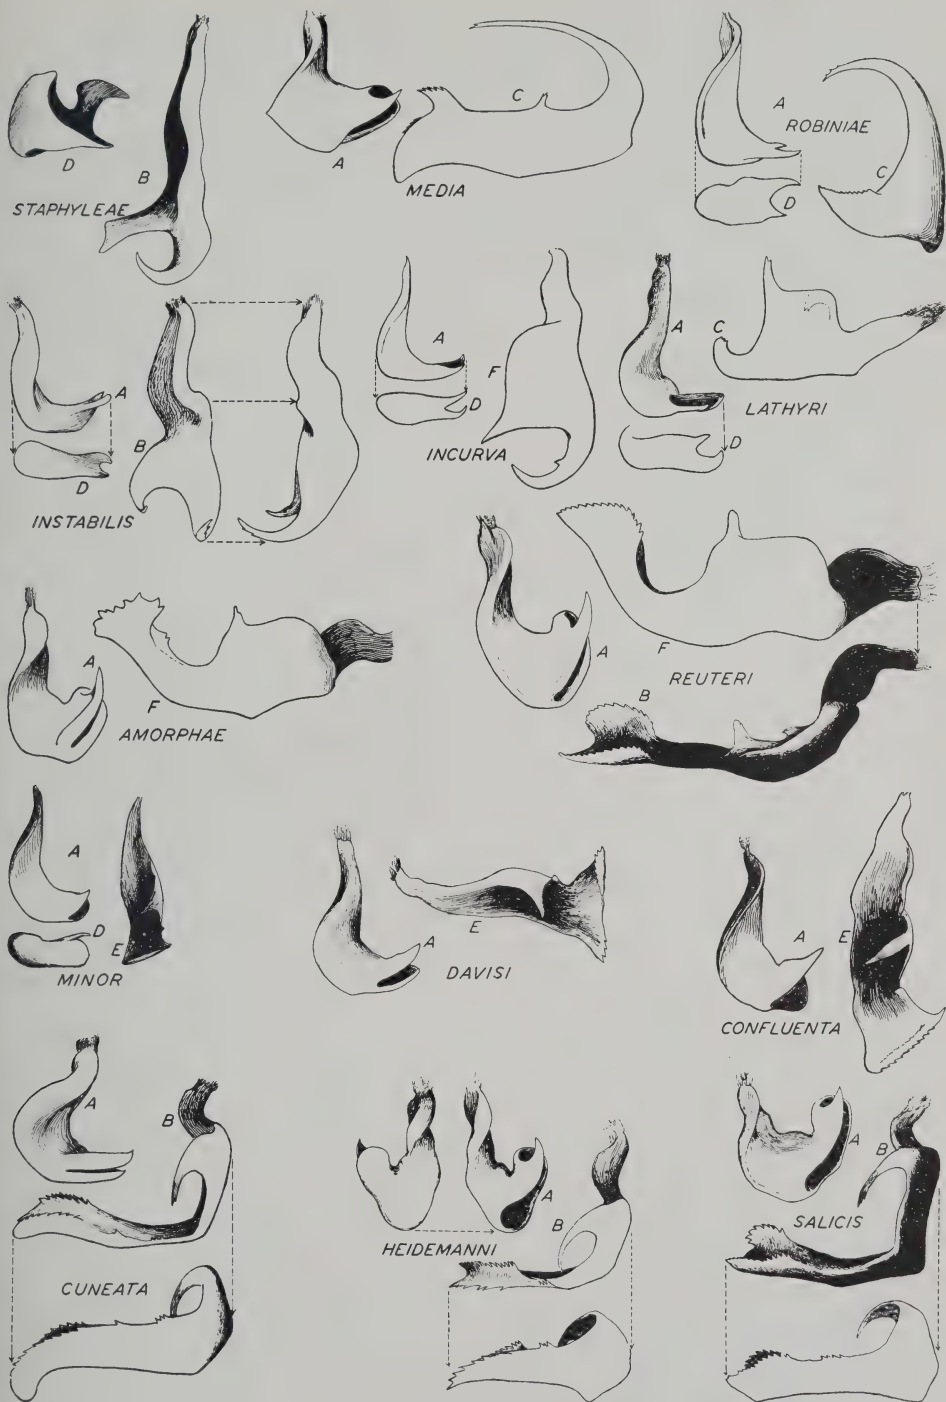 D
B
STAPHYLEAE
A
C
MEDIA
A
ROBINIAE
C
D
A
D
B
INSTABILIS
A
D
F
INCURVA
A
C
D
LATHYRI
A
F
AMORPHAE
A
F
REUTERI
B
A
D
E
MINOR
A
E
DAVISI
A
E
CONFLUENTA
A
B
CUNEATA
A
B
HEIDEMANNI
A
B
SALICIS